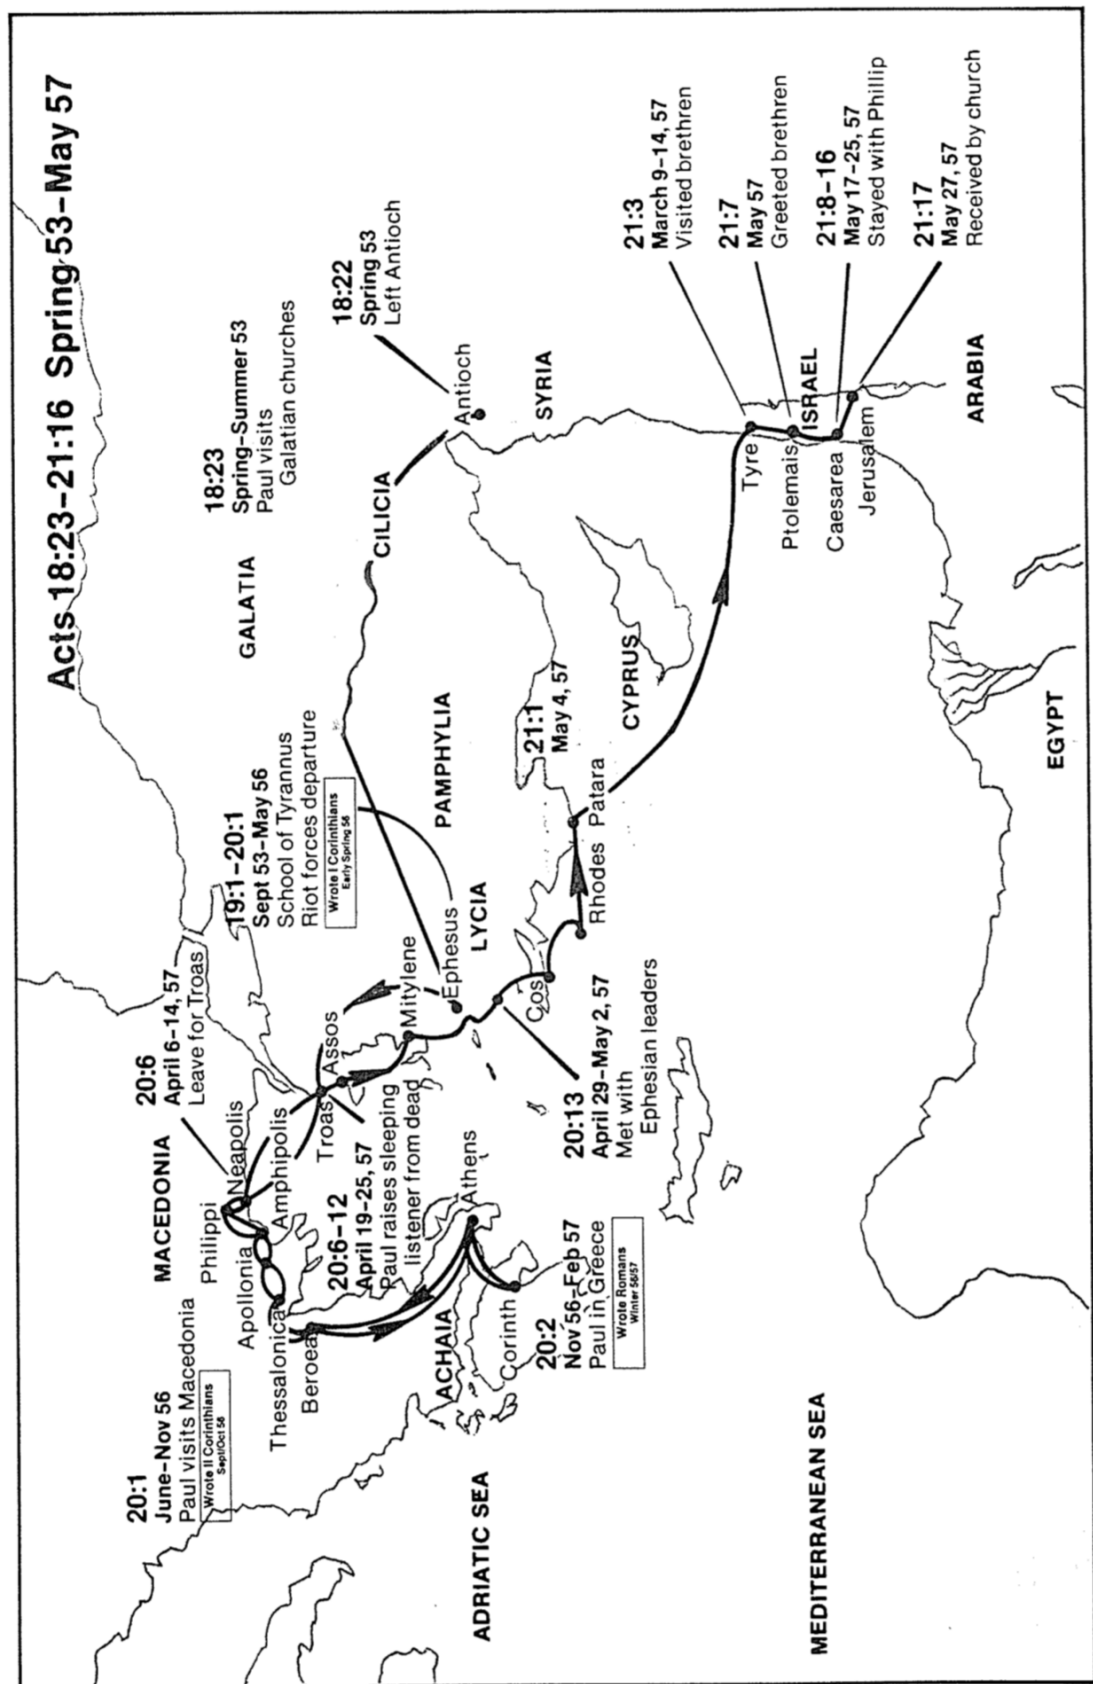 Acts 18:23-21:16 Spring 53-May 57
20:1
June-Nov 56
Paul visits Macedonia
Wrote II Corinthians
Sept/Oct 56
MACEDONIA
20:6
April 6-14, 57
Leave for Troas
19:1-20:1
Sept 53-May 56
School of Tyrannus
Riot forces departure
Wrote I Corinthians
Early Spring 56
GALATIA
18:23
Spring-Summer 53
Paul visits
Galatian churches
18:22
Spring 53
Left Antioch
Philippi
Neapolis
Apollonia
Amphipolis
Thessalonica
Beroea
Troas
Assos
Mitylene
Ephesus
20:6-12
April 19-25, 57
Paul raises sleeping
listener from dead
PAMPHYLIA
LYCIA
CILICIA
Antioch
SYRIA
ACHAIA
Athens
Corinth
20:2
Nov 56-Feb 57
Paul in Greece
Wrote Romans
Winter 56/57
20:13
April 29-May 2, 57
Met with
Ephesian leaders
Cos
Rhodes
Patara
21:1
May 4, 57
CYPRUS
ADRIATIC SEA
MEDITERRANEAN SEA
Tyre
Ptolemais
Caesarea
Jerusalem
ISRAEL
21:3
March 9-14, 57
Visited brethren
21:7
May 57
Greeted brethren
21:8-16
May 17-25, 57
Stayed with Phillip
21:17
May 27, 57
Received by church
ARABIA
EGYPT